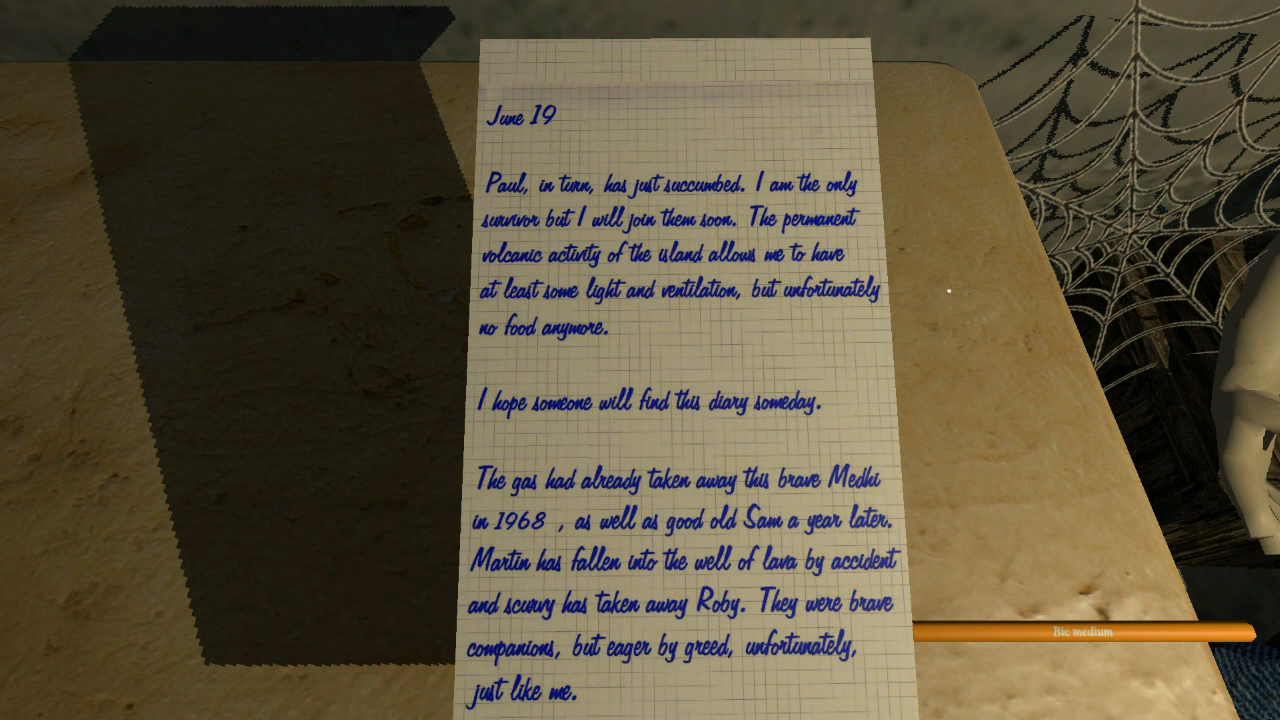 June 19
Paul, in turn, has just succumbed. I am the only
survivor but I will join them soon. The permanent
volcanic activity of the island allows me to have
at least some light and ventilation, but unfortunately
no food anymore.
I hope someone will find this diary someday.
The gas had already taken away this brave Medhi
in 1968 , as well as good old Sam a year later.
Martin has fallen into the well of lava by accident
and scurvy has taken away Roby. They were brave
companions, but eager by greed, unfortunately,
just like me.
Bic medium